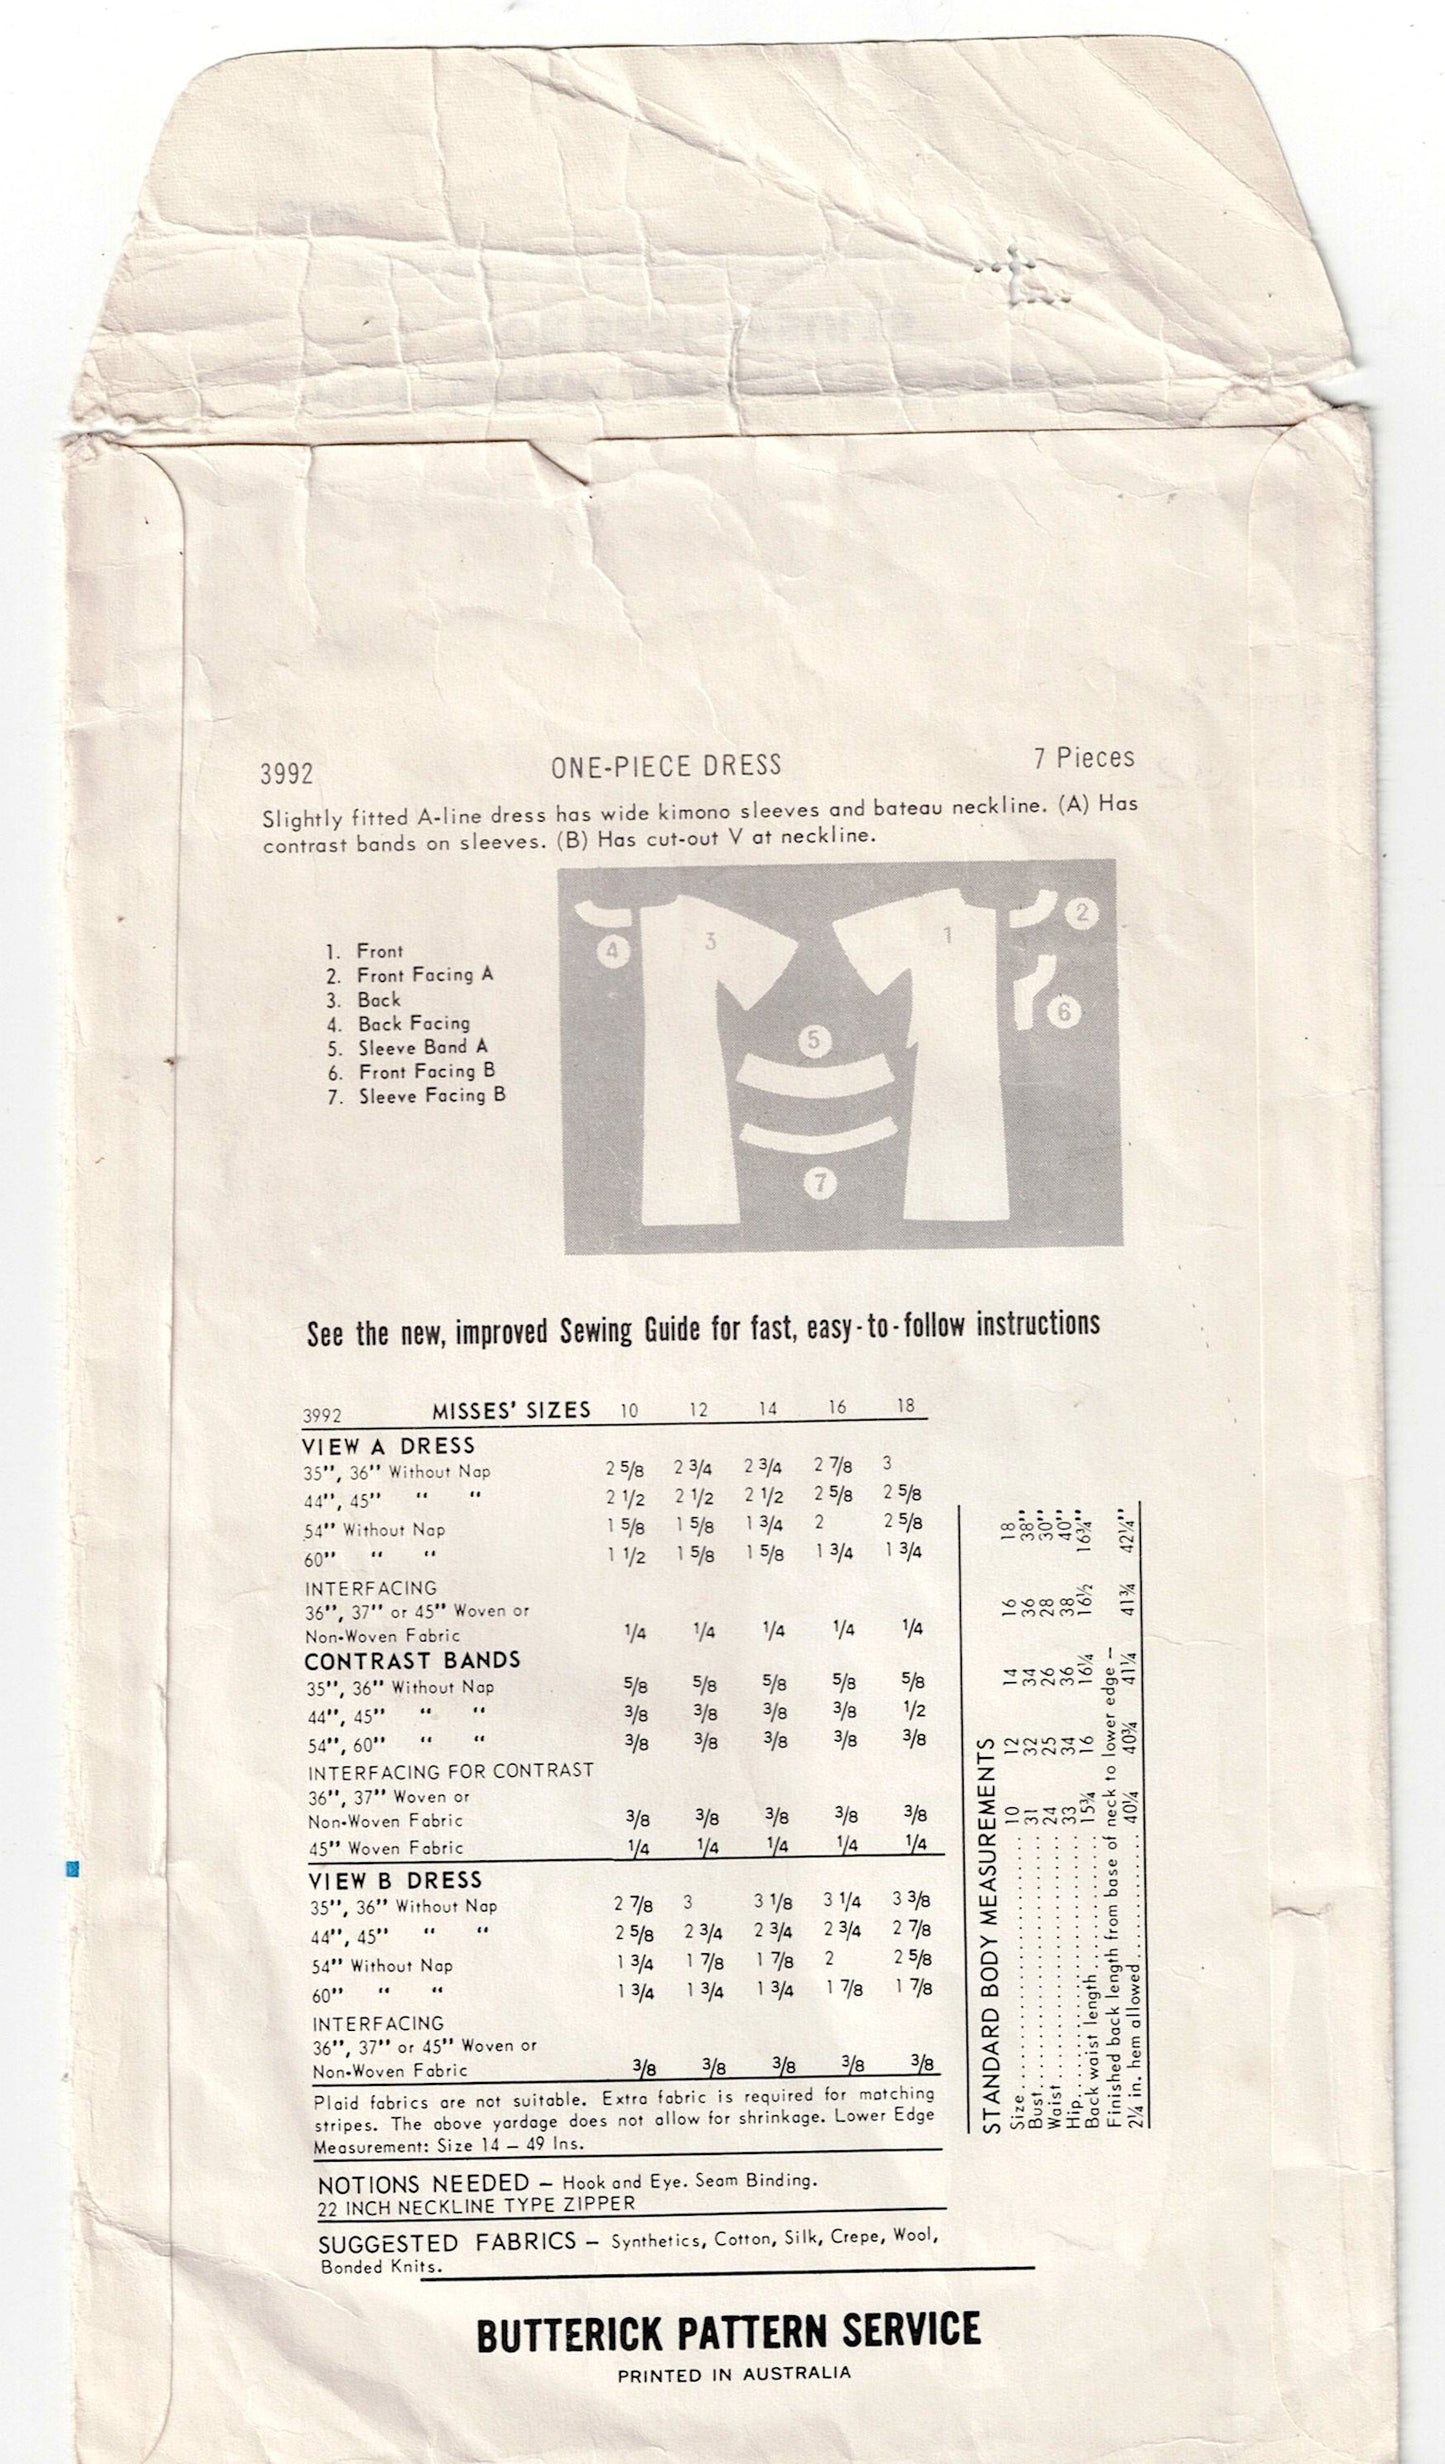 3992 ONE-PIECE DRESS 7 Pieces
Slightly fitted A-line dress has wide kimono sleeves and bateau neckline. (A) Has
contrast bands on sleeves. (B) Has cut-out V at neckline.
1. Front
2. Front Facing A
3. Back
4. Back Facing
5. Sleeve Band A
6. Front Facing B
7. Sleeve Facing B
4
3
1
2
6
5
7
See the new, improved Sewing Guide for fast, easy-to-follow instructions
3992 MISSES' SIZES 10 12 14 16 18
VIEW A DRESS
35", 36" Without Nap 2 5/8 2 3/4 2 3/4 2 7/8 3
44", 45" " " 2 1/2 2 1/2 2 1/2 2 5/8 2 5/8
54" Without Nap 1 5/8 1 5/8 1 3/4 2 2 5/8
60" " " 1 1/2 1 5/8 1 5/8 1 3/4 1 3/4
INTERFACING
36", 37" or 45" Woven or
Non-Woven Fabric 1/4 1/4 1/4 1/4 1/4
CONTRAST BANDS
35", 36" Without Nap 5/8 5/8 5/8 5/8 5/8
44", 45" " " 3/8 3/8 3/8 3/8 1/2
54", 60" " " 3/8 3/8 3/8 3/8 3/8
INTERFACING FOR CONTRAST
36", 37" Woven or
Non-Woven Fabric 3/8 3/8 3/8 3/8 3/8
45" Woven Fabric 1/4 1/4 1/4 1/4 1/4
VIEW B DRESS
35", 36" Without Nap 2 7/8 3 3 1/8 3 1/4 3 3/8
44", 45" " " 2 5/8 2 3/4 2 3/4 2 3/4 2 7/8
54" Without Nap 1 3/4 1 7/8 1 7/8 2 2 5/8
60" " " 1 3/4 1 3/4 1 3/4 1 7/8 1 7/8
INTERFACING
36", 37" or 45" Woven or
Non-Woven Fabric 3/8 3/8 3/8 3/8 3/8
Plaid fabrics are not suitable. Extra fabric is required for matching
stripes. The above yardage does not allow for shrinkage. Lower Edge
Measurement: Size 14 – 49 Ins.
NOTIONS NEEDED – Hook and Eye. Seam Binding.
22 INCH NECKLINE TYPE ZIPPER
SUGGESTED FABRICS – Synthetics, Cotton, Silk, Crepe, Wool,
Bonded Knits.
STANDARD BODY MEASUREMENTS
Size 10 12 14 16 18
Bust 31 32 34 36 38"
Waist 24 25 26 28 30"
Hip 33 34 36 38 40"
Back waist length 15¾ 16 16¼ 16½ 16¾"
Finished back length from base of neck to lower edge –
2¼ in. hem allowed 40¼ 40¾ 41¼ 41¾ 42¼"
BUTTERICK PATTERN SERVICE
PRINTED IN AUSTRALIA